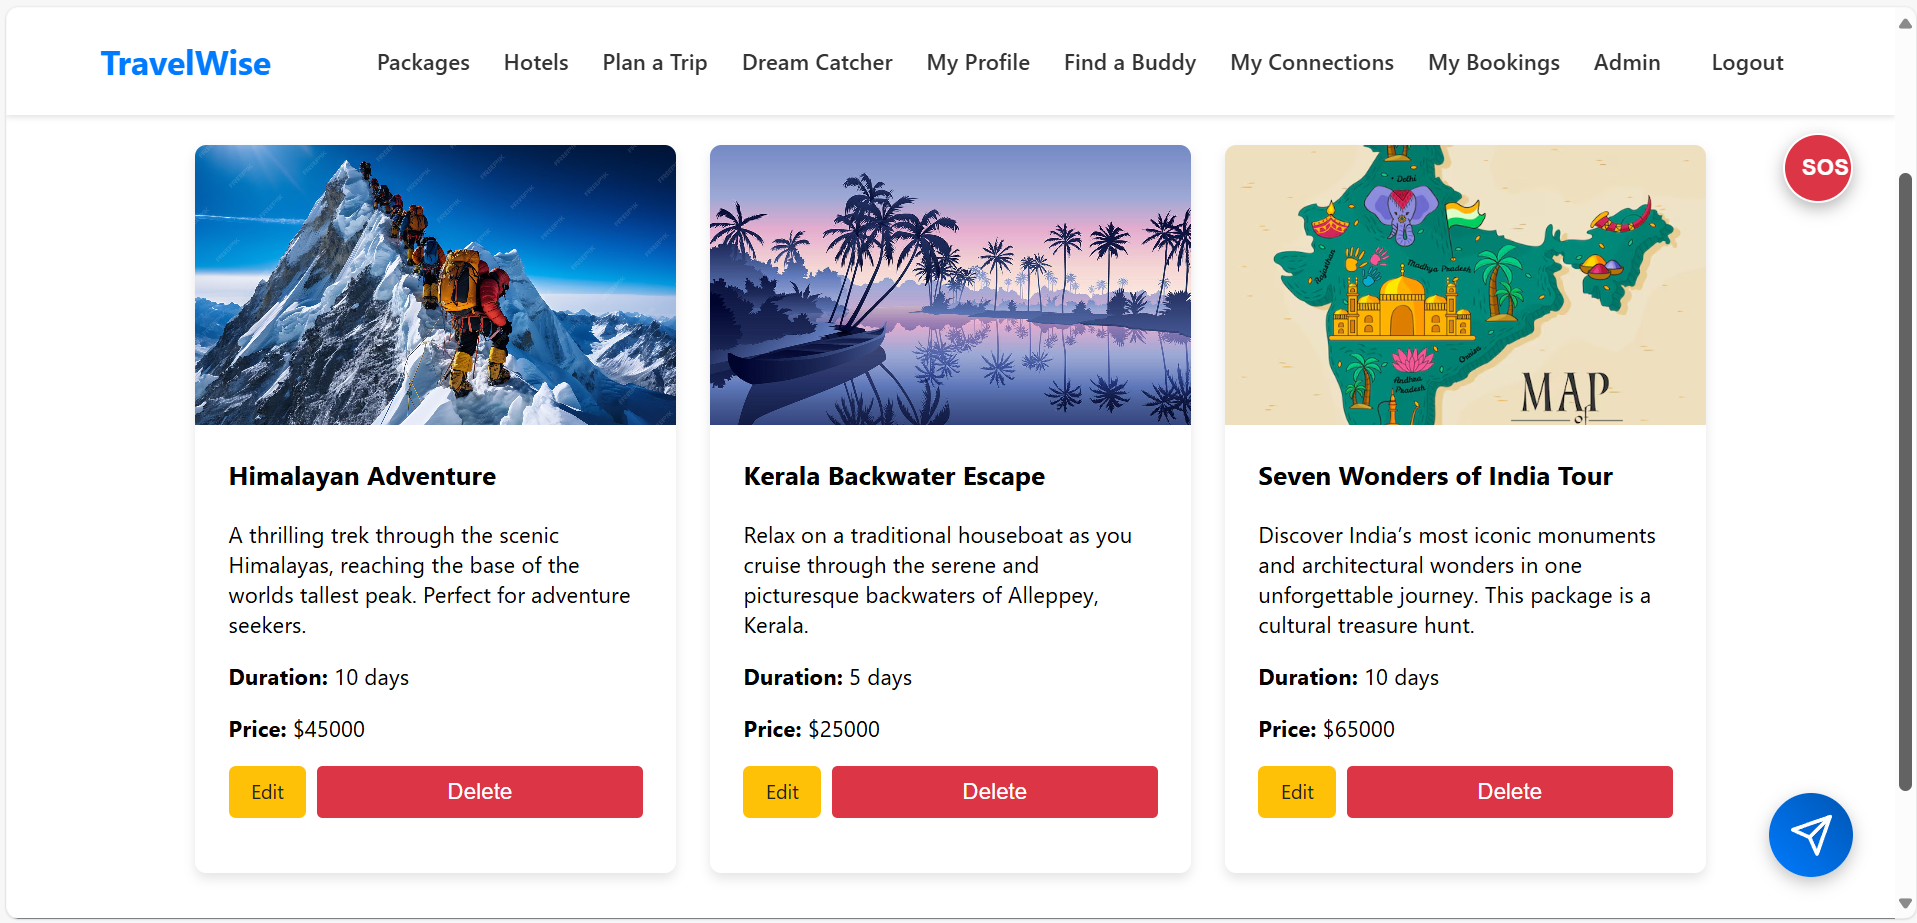 TravelWise
Packages
Hotels
Plan a Trip
Dream Catcher
My Profile
Find a Buddy
My Connections
My Bookings
Admin
Logout
SOS
Delhi
Rajasthan
Madhya Pradesh
Orissa
Andhra
Pradesh
MAP
of
Himalayan Adventure
A thrilling trek through the scenic
Himalayas, reaching the base of the
worlds tallest peak. Perfect for adventure
seekers.
Duration: 10 days
Price: $45000
Edit
Delete
Kerala Backwater Escape
Relax on a traditional houseboat as you
cruise through the serene and
picturesque backwaters of Alleppey,
Kerala.
Duration: 5 days
Price: $25000
Edit
Delete
Seven Wonders of India Tour
Discover India’s most iconic monuments
and architectural wonders in one
unforgettable journey. This package is a
cultural treasure hunt.
Duration: 10 days
Price: $65000
Edit
Delete